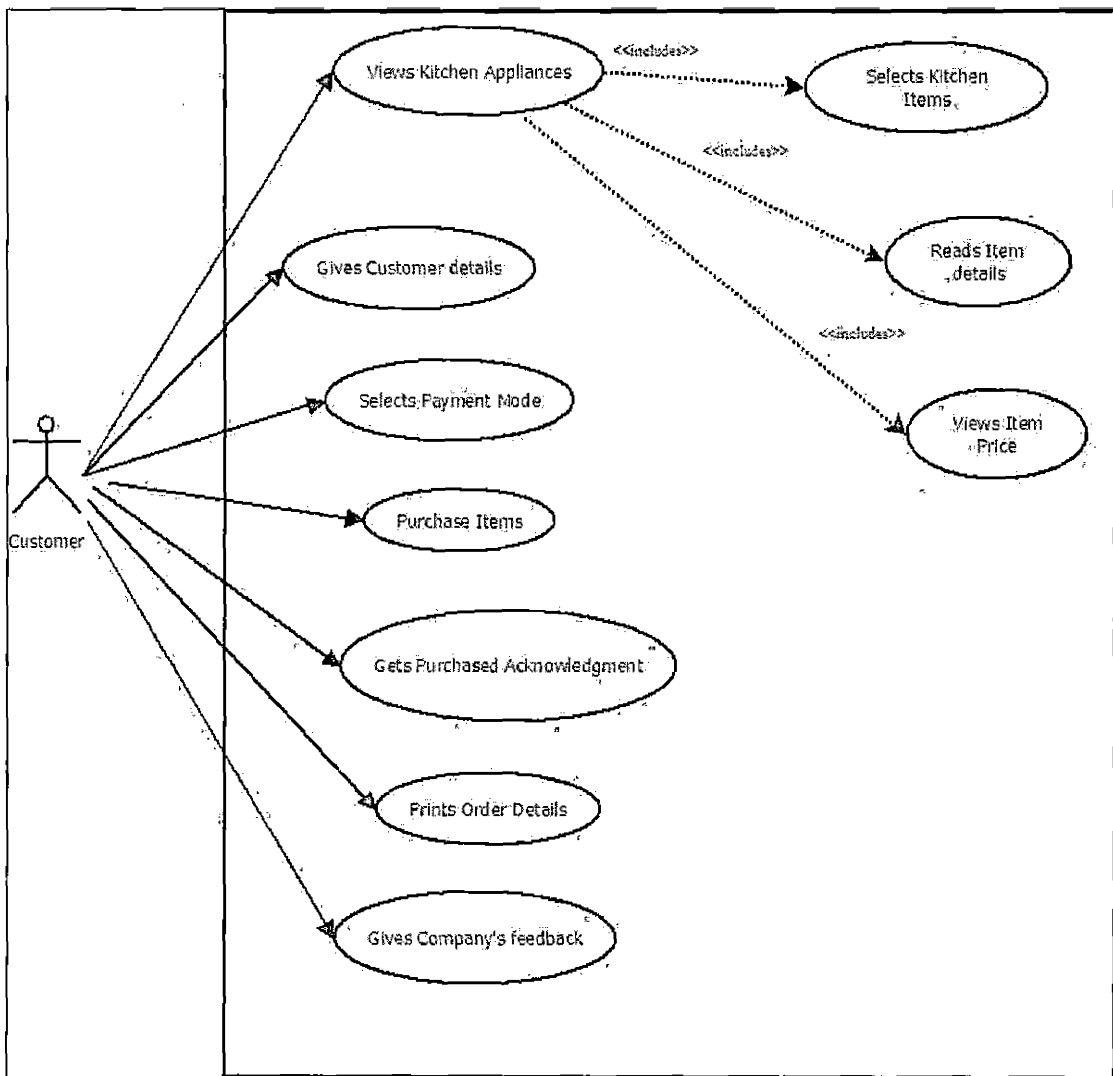 Views Kitchen Appliances
<<includes>>
Selects Kitchen
Items
<<includes>>
Reads Item
details
<<includes>>
Views Item
Price
Gives Customer details
Selects Payment Mode
Customer
Purchase Items
Gets Purchased Acknowledgment
Prints Order Details
Gives Company's feedback